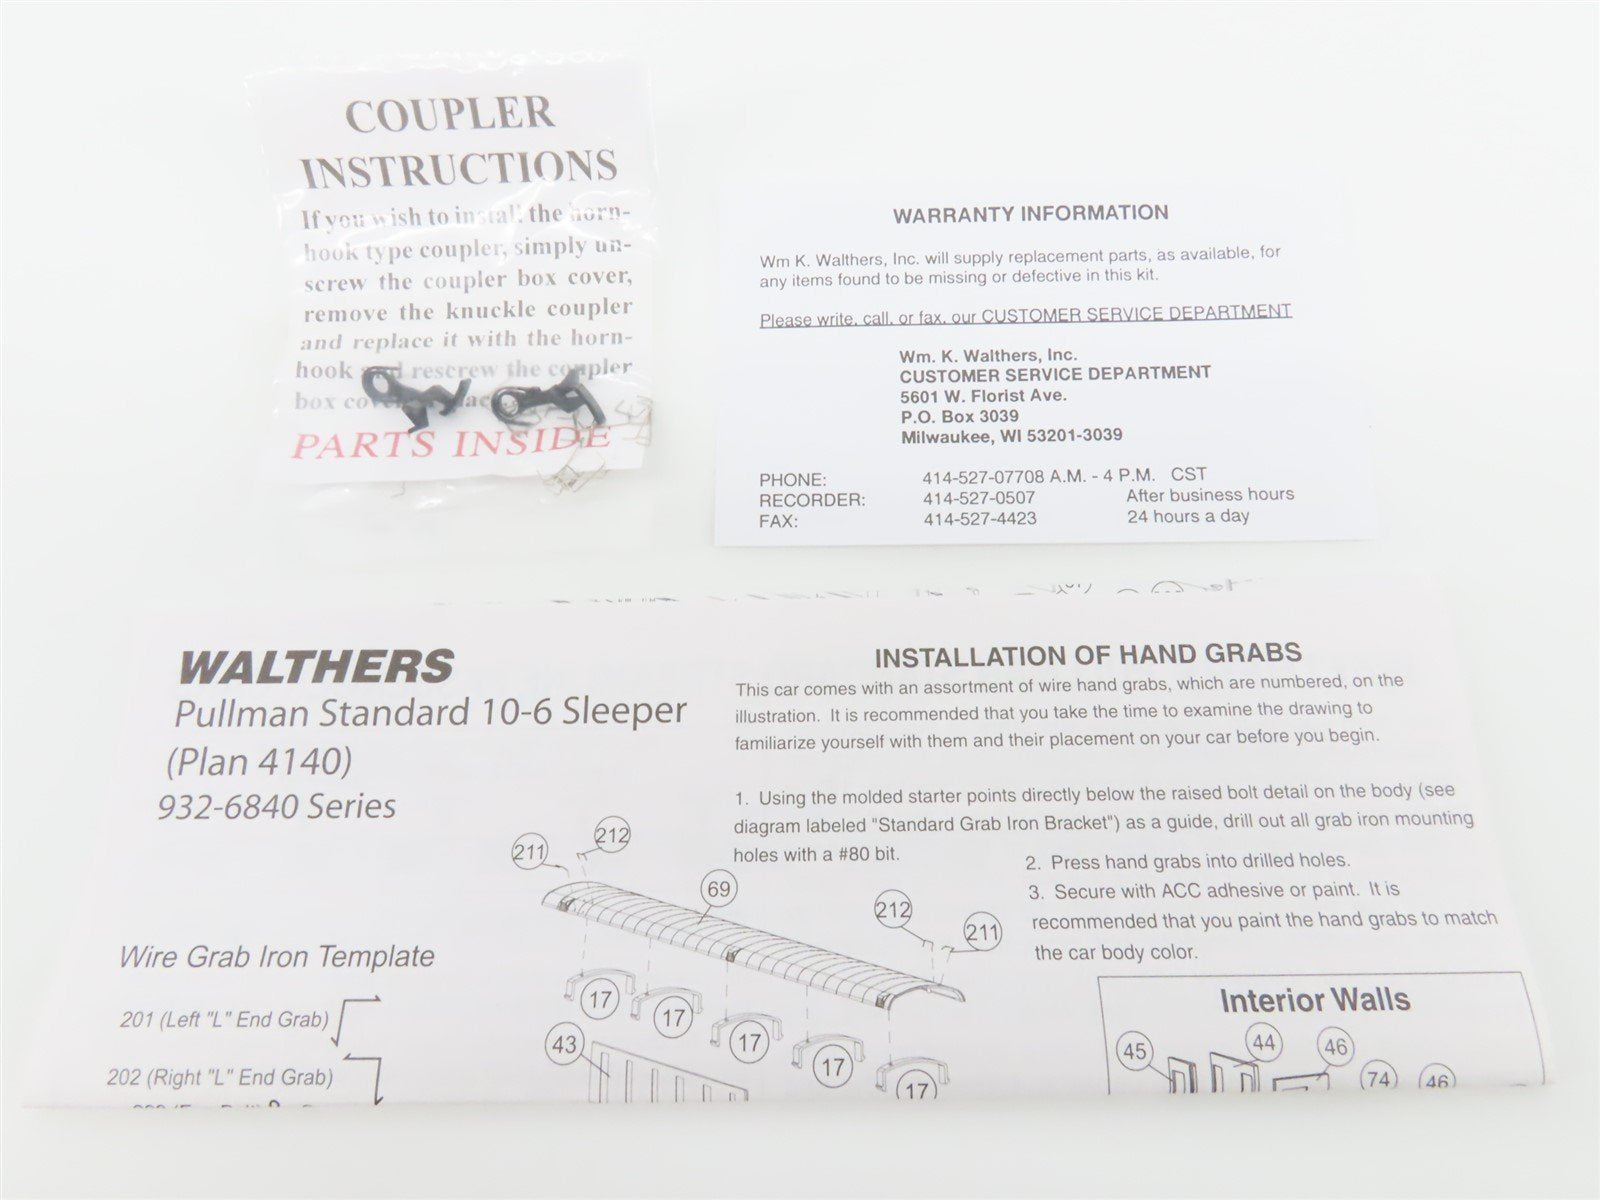 COUPLER
INSTRUCTIONS
If you wish to install the horn-
hook type coupler, simply un-
screw the coupler box cover,
remove the knuckle coupler
and replace it with the horn-
hook and rescrew the coupler
box
PARTS INSIDE
WARRANTY INFORMATION
Wm K. Walthers, Inc. will supply replacement parts, as available, for
any items found to be missing or defective in this kit.
Please write, call, or fax, our CUSTOMER SERVICE DEPARTMENT
Wm. K. Walthers, Inc.
CUSTOMER SERVICE DEPARTMENT
5601 W. Florist Ave.
P.O. Box 3039
Milwaukee, WI 53201-3039
PHONE: 414-527-07708 A.M. - 4 P.M. CST
RECORDER: 414-527-0507 After business hours
FAX: 414-527-4423 24 hours a day
WALTHERS
Pullman Standard 10-6 Sleeper
(Plan 4140)
932-6840 Series
INSTALLATION OF HAND GRABS
This car comes with an assortment of wire hand grabs, which are numbered, on the
illustration. It is recommended that you take the time to examine the drawing to
familiarize yourself with them and their placement on your car before you begin.
1. Using the molded starter points directly below the raised bolt detail on the body (see
diagram labeled "Standard Grab Iron Bracket") as a guide, drill out all grab iron mounting
holes with a #80 bit.
2. Press hand grabs into drilled holes.
3. Secure with ACC adhesive or paint. It is
recommended that you paint the hand grabs to match
the car body color.
211
212
69
212
211
17
17
17
17
17
43
Wire Grab Iron Template
201 (Left "L" End Grab)
202 (Right "L" End Grab)
Interior Walls
45
44
46
74
46